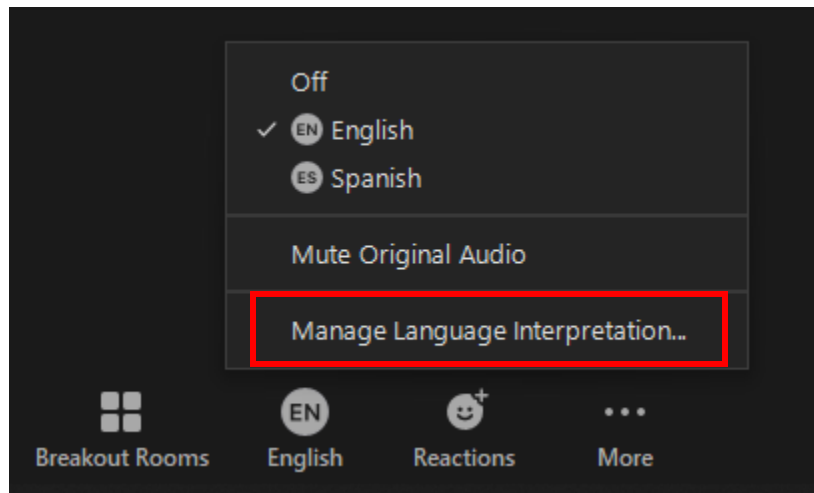 Off
EN English
ES Spanish
Mute Original Audio
Manage Language Interpretation...
EN
Breakout Rooms English Reactions More